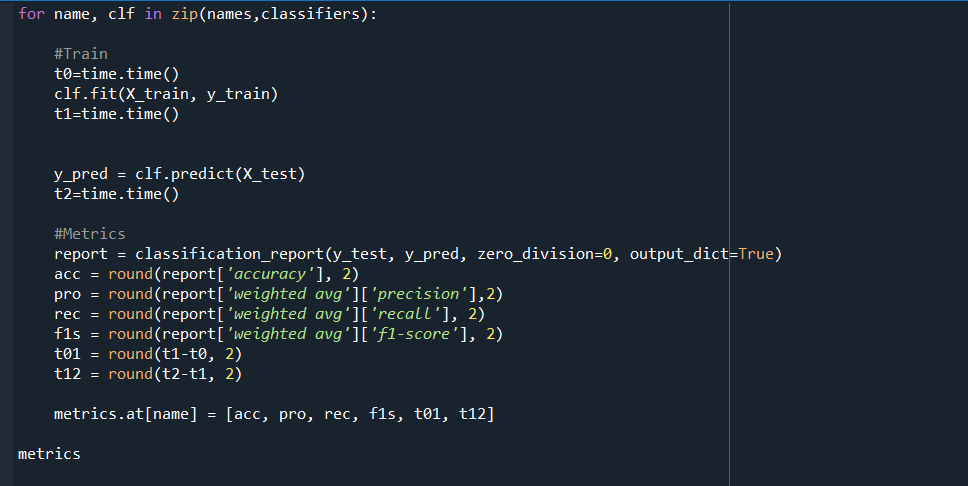 for name, clf in zip(names,classifiers):
#Train
t0=time.time()
clf.fit(X_train, y_train)
t1=time.time()
y_pred = clf.predict(X_test)
t2=time.time()
#Metrics
report = classification_report(y_test, y_pred, zero_division=0, output_dict=True)
acc = round(report['accuracy'], 2)
pro = round(report['weighted avg']['precision'],2)
rec = round(report['weighted avg']['recall'], 2)
f1s = round(report['weighted avg']['f1-score'], 2)
t01 = round(t1-t0, 2)
t12 = round(t2-t1, 2)
metrics.at[name] = [acc, pro, rec, f1s, t01, t12]
metrics